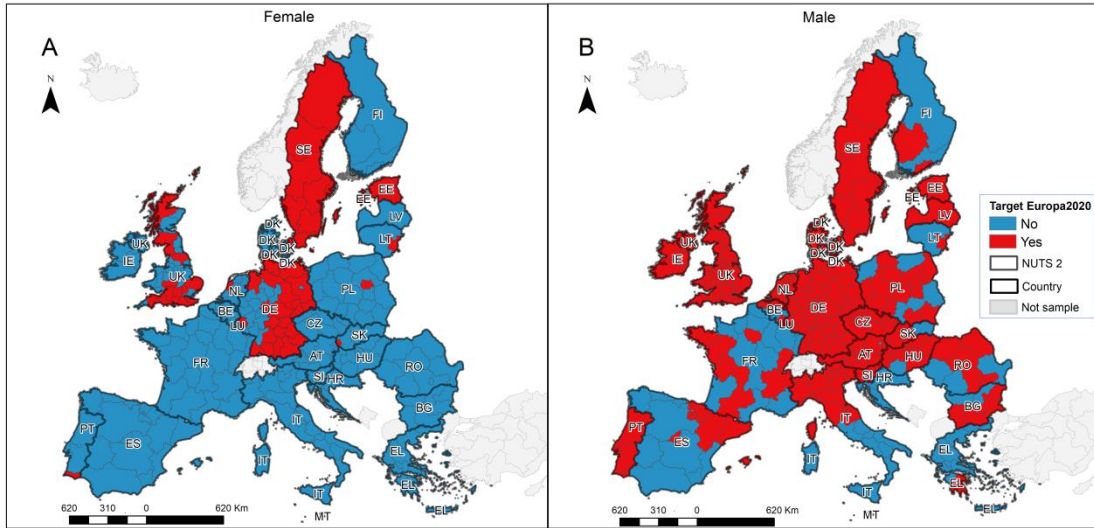 Female
A
N
FI
SE
EE
EE
LV
LT
DK
DK
DK
DK
DK
UK
IE
UK
NL
BE
LU
DE
PL
CZ
SK
AT
HU
SI
HR
RO
BG
FR
IT
IT
IT
PT
ES
EL
EL
EL
MT
620 310 0 620 Km
Male
B
N
FI
SE
EE
EE
LV
LT
DK
DK
DK
DK
DK
UK
IE
UK
NL
BE
LU
DE
PL
CZ
SK
AT
HU
SI
HR
RO
BG
FR
IT
IT
IT
PT
ES
EL
EL
EL
MT
620 310 0 620 Km
Target Europa2020
No
Yes
NUTS 2
Country
Not sample